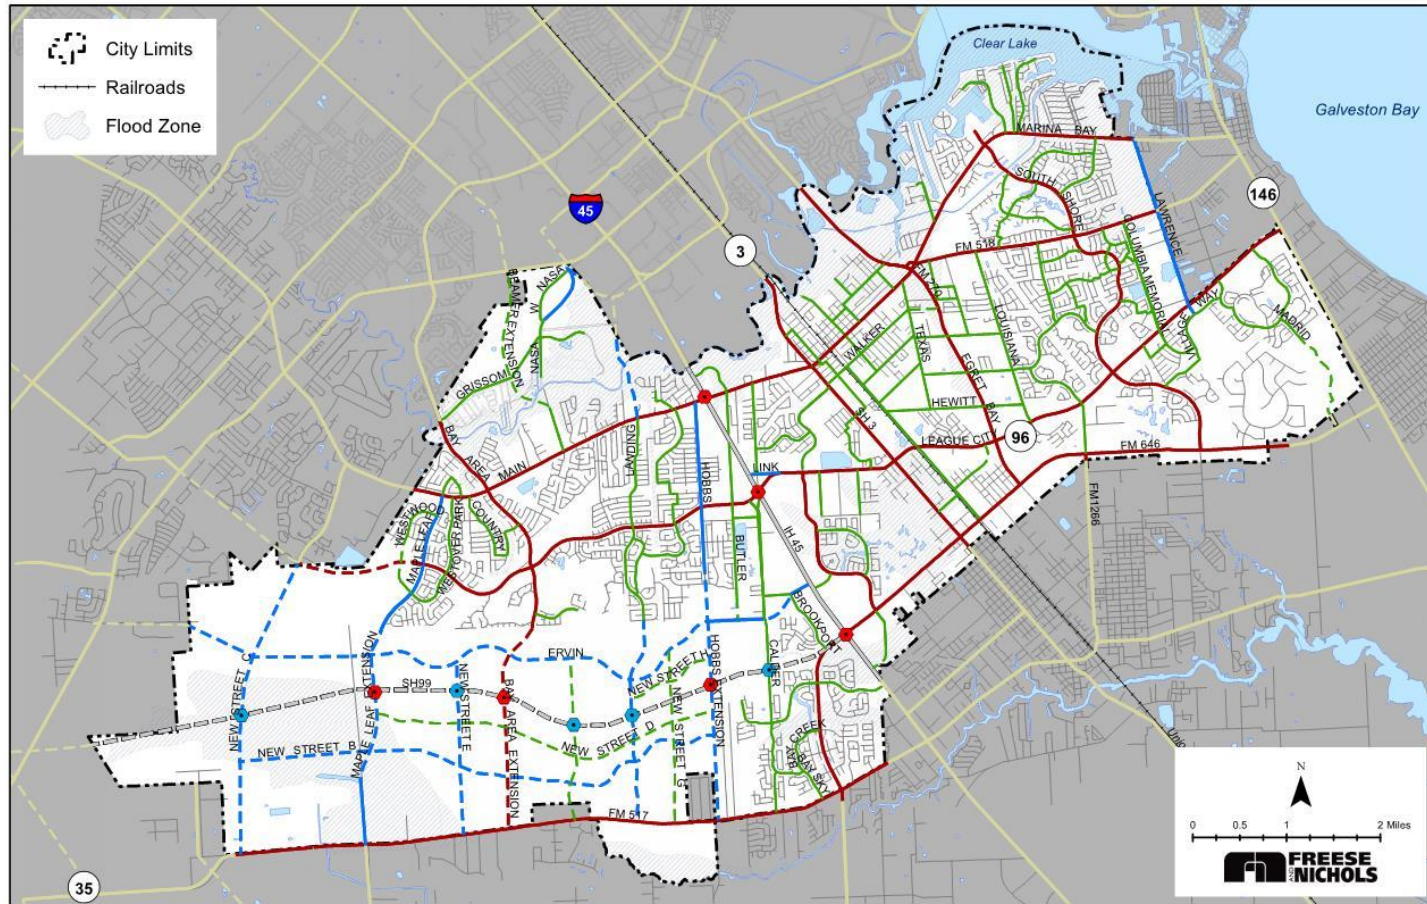 City Limits
Railroads
Flood Zone
Clear Lake
Galveston Bay
45
3
146
MARINA BAY
SOUTH SHORE
LAWRENCE
FM 518
COLUMBIA MEMORIAL
FM 270
WAY
MADRID
NASA
W
NASA
GRISSOM
WALKER
TEXAS
LOUISIANA
EGRET BAY
HEWITT
SH 3
LEAGUE CITY
96
FM 646
FM1266
BAY AREA
MAIN
LANDING
HOBBS
LINK
IH 45
BUTLER
WESTWOOD
MAPLE LEAF
WESTOVER PARK
COUNTRY
BROOKPORT
CALDER
ERVIN
SH99
NEW STREET C
MAPLE LEAF EXTENSION
NEW STREET E
BAY AREA EXTENSION
NEW STREET H
HOBBS EXTENSION
NEW STREET D
NEW STREET G
NEW STREET B
CREEK
BAY
BAY SKY
FM 517
35
N
0 0.5 1 2 Miles
FREESE
AND
NICHOLS